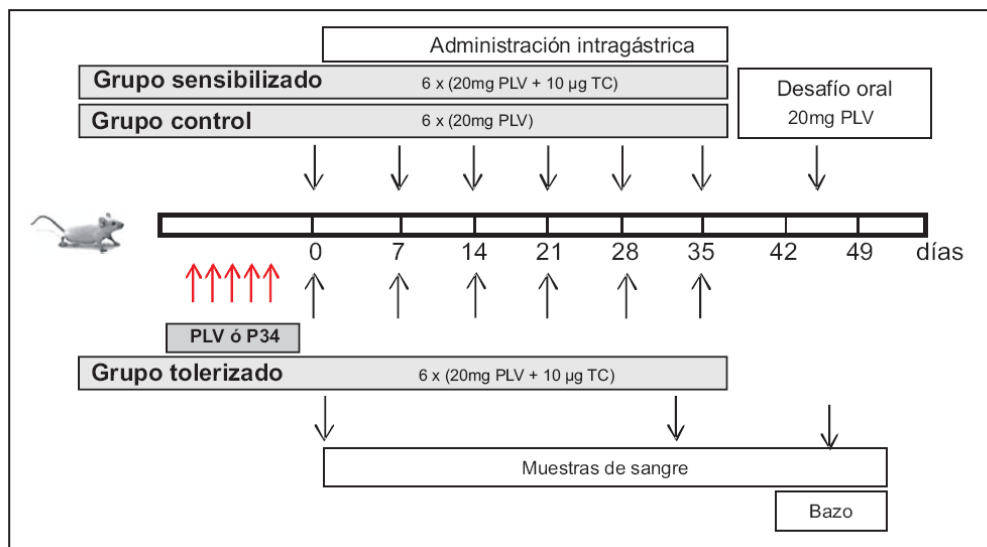 Administración intragástrica
Grupo sensibilizado 6 x (20mg PLV + 10 µg TC)
Grupo control 6 x (20mg PLV)
Desafío oral
20mg PLV
0 7 14 21 28 35 42 49 días
PLV ó P34
Grupo tolerizado 6 x (20mg PLV + 10 µg TC)
Muestras de sangre
Bazo